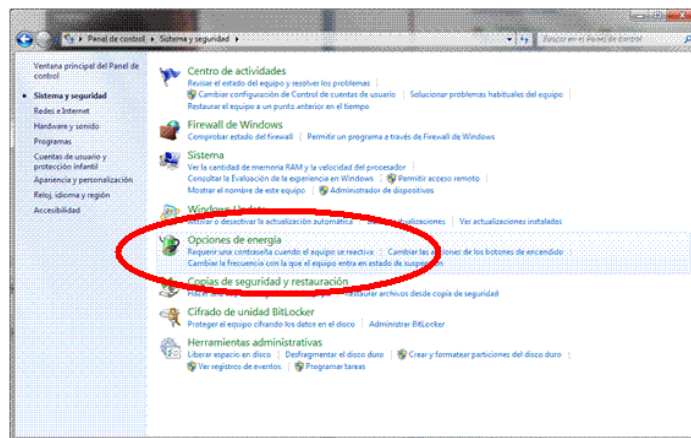 Panel de control ▸ Sistema y seguridad ▸
Buscar en el Panel de control
Ventana principal del Panel de
control
Sistema y seguridad
Redes e Internet
Hardware y sonido
Programas
Cuentas de usuario y
protección infantil
Apariencia y personalización
Reloj, idioma y región
Accesibilidad
Centro de actividades
Revisar el estado del equipo y resolver los problemas
Cambiar configuración de Control de cuentas de usuario
Solucionar problemas habituales del equipo
Restaurar el equipo a un punto anterior en el tiempo
Firewall de Windows
Comprobar estado del firewall
Permitir un programa a través de Firewall de Windows
Sistema
Ver la cantidad de memoria RAM y la velocidad del procesador
Consultar la Evaluación de la experiencia en Windows
Permitir acceso remoto
Mostrar el nombre de este equipo
Administrador de dispositivos
Windows Update
Activar o desactivar la actualización automática
actualizaciones
Ver actualizaciones instaladas
Opciones de energía
Requerir una contraseña cuando el equipo se reactiva
Cambiar las acciones de los botones de encendido
Cambiar la frecuencia con la que el equipo entra en estado de suspensión
Copias de seguridad y restauración
Hacer una
Restaurar archivos desde copia de seguridad
Cifrado de unidad BitLocker
Proteger el equipo cifrando los datos en el disco
Administrar BitLocker
Herramientas administrativas
Liberar espacio en disco
Desfragmentar el disco duro
Crear y formatear particiones del disco duro
Ver registros de eventos
Programar tareas